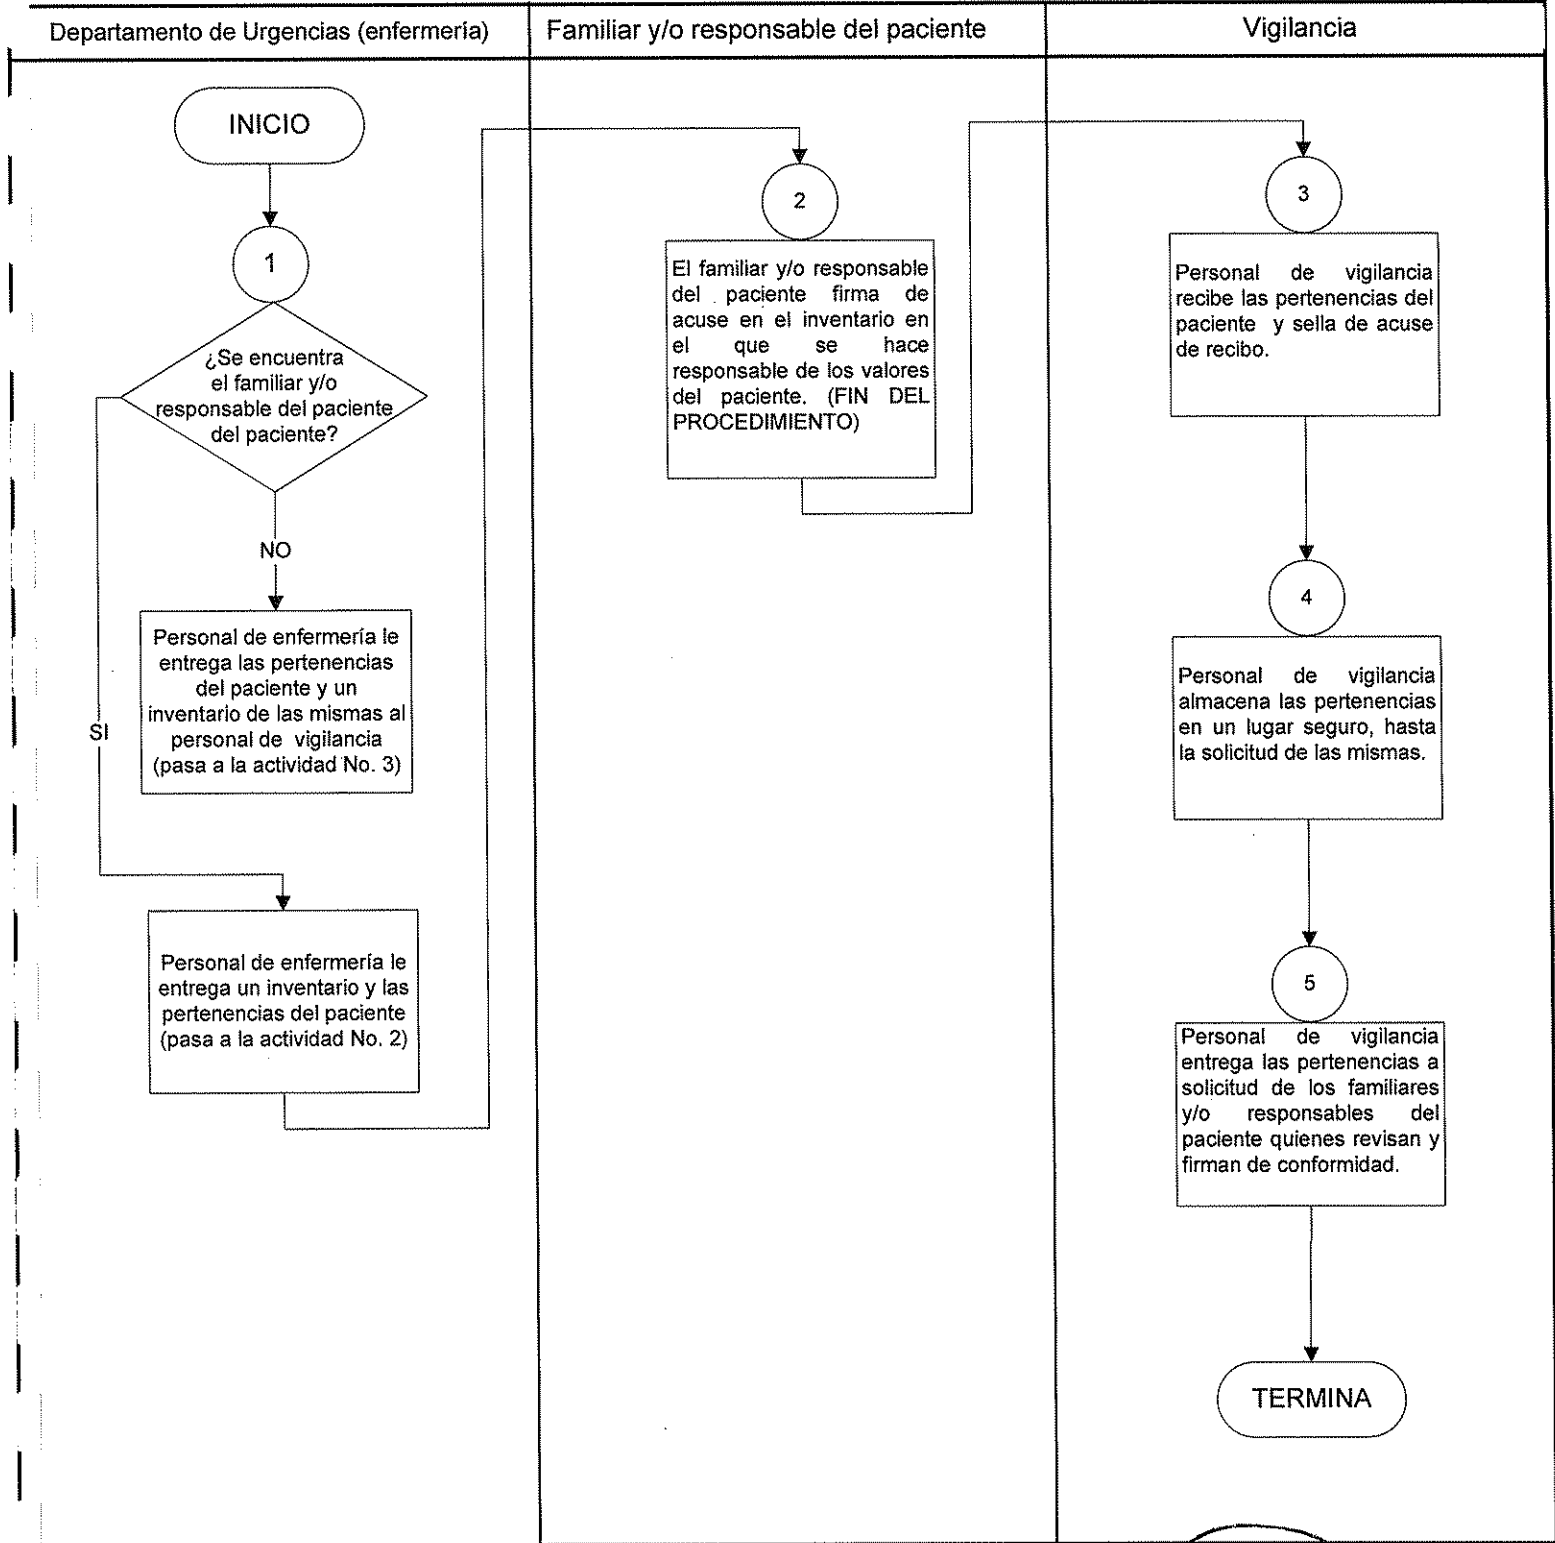 Departamento de Urgencias (enfermería)
Familiar y/o responsable del paciente
Vigilancia
INICIO
1
¿Se encuentra
el familiar y/o
responsable del paciente
del paciente?
NO
Personal de enfermería le
entrega las pertenencias
del paciente y un
inventario de las mismas al
personal de vigilancia
(pasa a la actividad No. 3)
SI
Personal de enfermería le
entrega un inventario y las
pertenencias del paciente
(pasa a la actividad No. 2)
2
El familiar y/o responsable
del paciente firma de
acuse en el inventario en
el que se hace
responsable de los valores
del paciente. (FIN DEL
PROCEDIMIENTO)
3
Personal de vigilancia
recibe las pertenencias del
paciente y sella de acuse
de recibo.
4
Personal de vigilancia
almacena las pertenencias
en un lugar seguro, hasta
la solicitud de las mismas.
5
Personal de vigilancia
entrega las pertenencias a
solicitud de los familiares
y/o responsables del
paciente quienes revisan y
firman de conformidad.
TERMINA